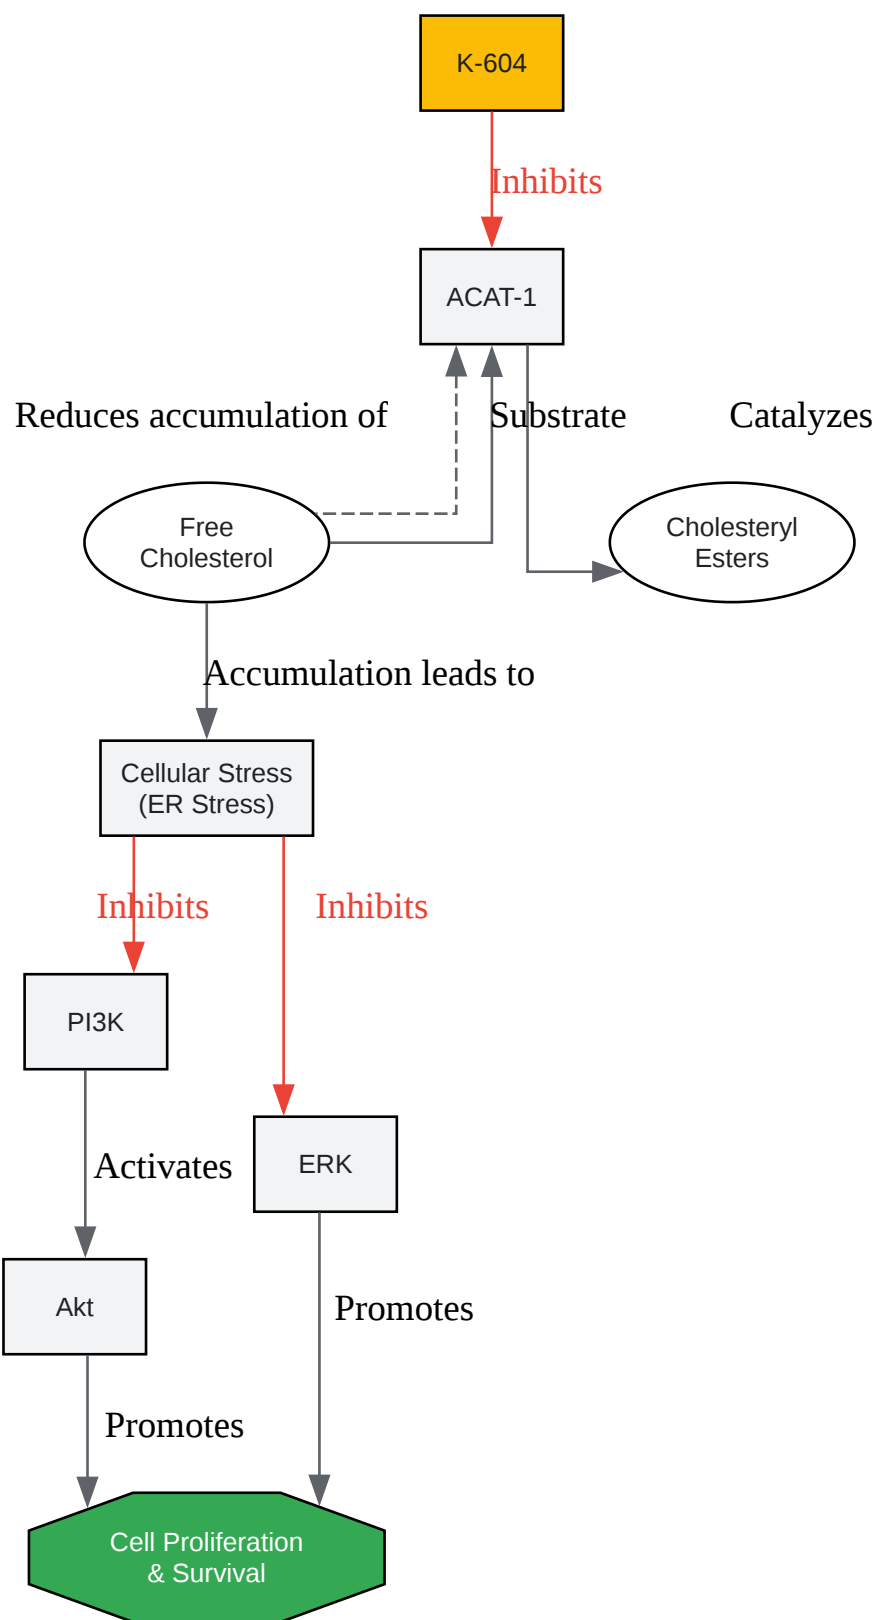 K-604
Inhibits
ACAT-1
Reduces accumulation of
Substrate
Catalyzes
Free
Cholesterol
Cholesteryl
Esters
Accumulation leads to
Cellular Stress
(ER Stress)
Inhibits
Inhibits
PI3K
Activates
ERK
Akt
Promotes
Promotes
Cell Proliferation
& Survival